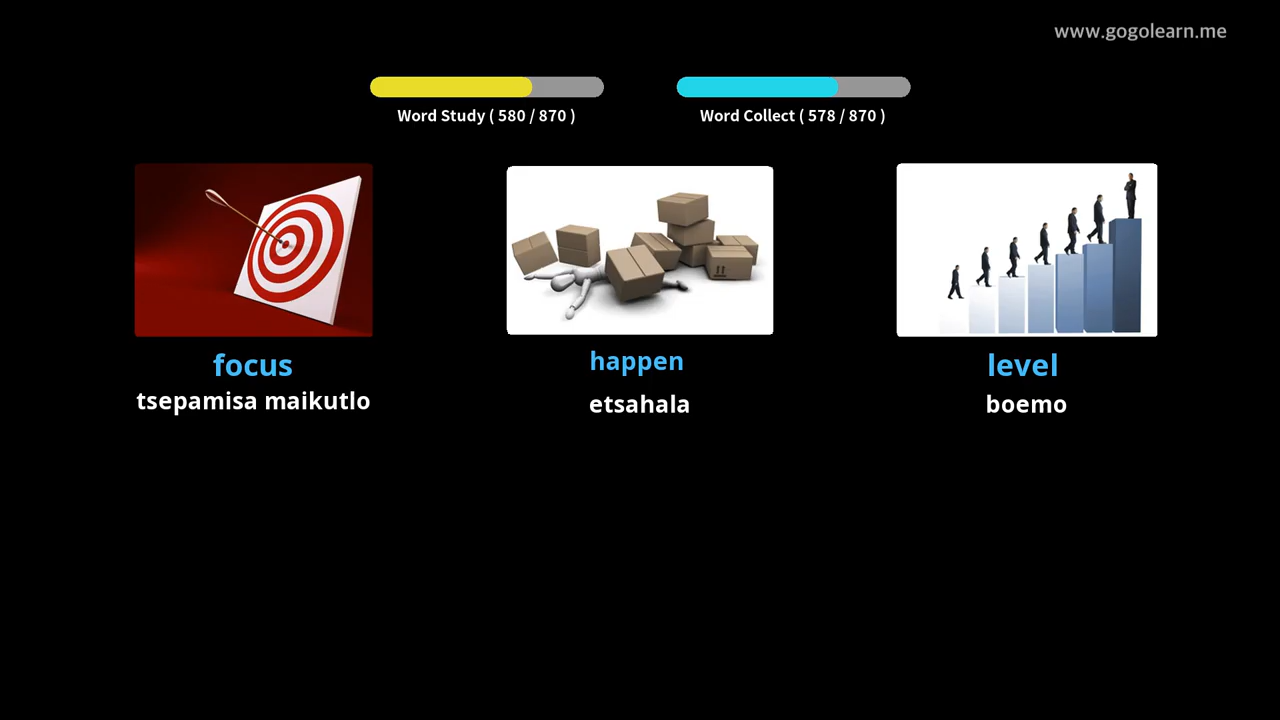 www.gogolearn.me
Word Study ( 580 / 870 )
Word Collect ( 578 / 870 )
focus
tsepamisa maikutlo
happen
etsahala
level
boemo